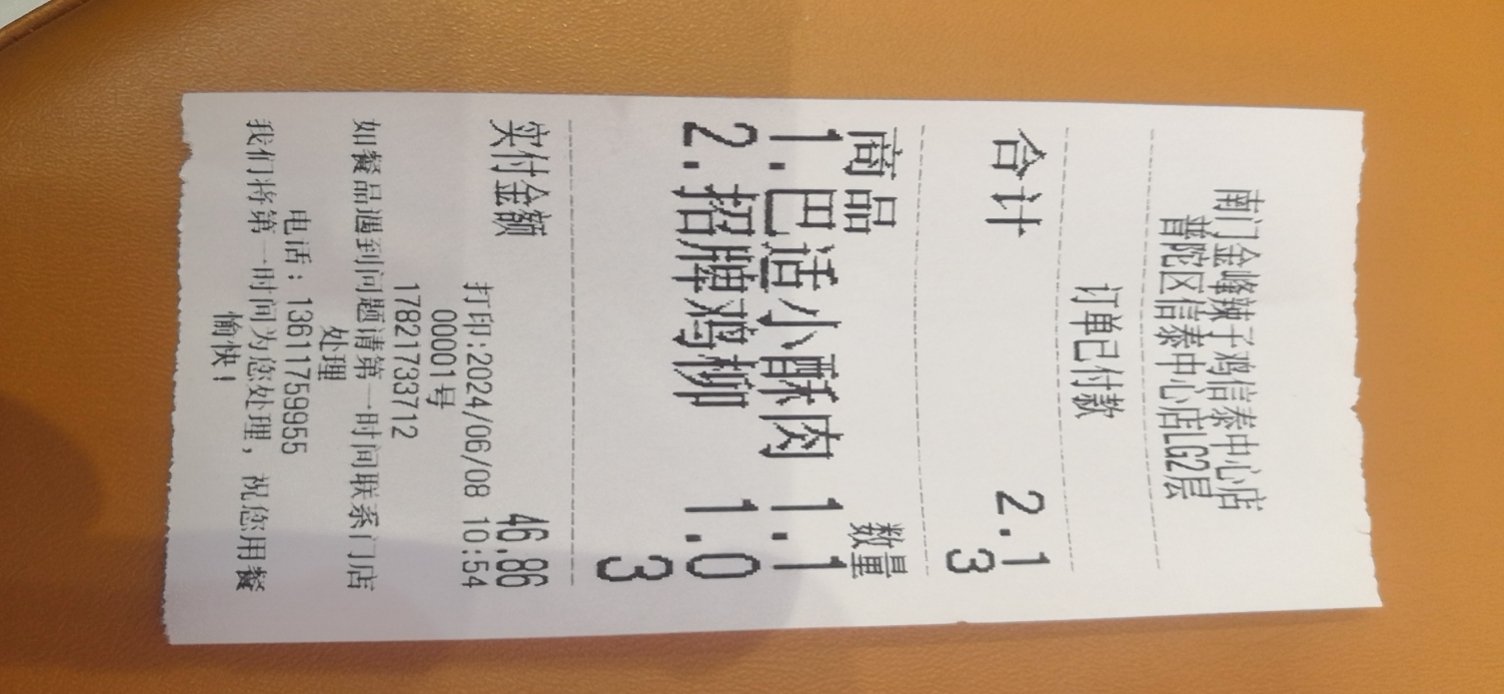 南门金峰辣子鸡信泰中心店
普陀区信泰中心店LG2层
订单已付款
合计 2.1
3
商品 数量
1.巴适小酥肉 1.1
2.招牌鸡柳 1.0
3
实付金额 46.86
打印:2024/06/08 10:54
00001号
17821733712
如餐品遇到问题请第一时间联系门店
处理
电话：13611759955
我们将第一时间为您处理，祝您用餐
愉快！